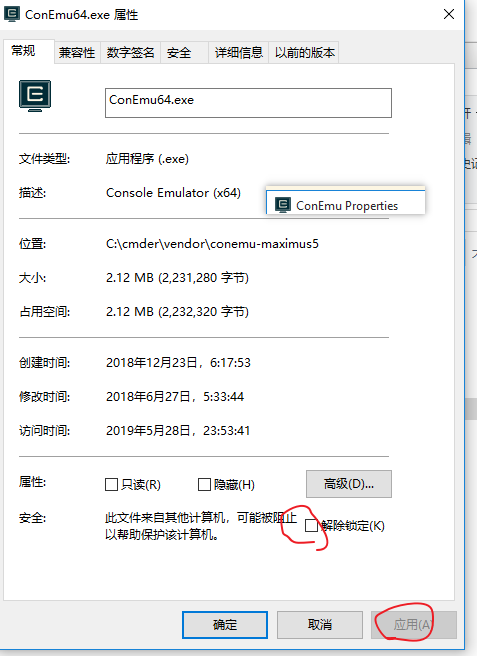 ConEmu64.exe 属性
常规 兼容性 数字签名 安全 详细信息 以前的版本
ConEmu64.exe
文件类型: 应用程序 (.exe)
描述: Console Emulator (x64)
ConEmu Properties
位置: C:\cmder\vendor\conemu-maximus5
大小: 2.12 MB (2,231,280 字节)
占用空间: 2.12 MB (2,232,320 字节)
创建时间: 2018年12月23日，6:17:53
修改时间: 2018年6月27日，5:33:44
访问时间: 2019年5月28日，23:53:41
属性: 只读(R) 隐藏(H) 高级(D)...
安全: 此文件来自其他计算机，可能被阻止 解除锁定(K)
以帮助保护该计算机。
确定 取消 应用(A)